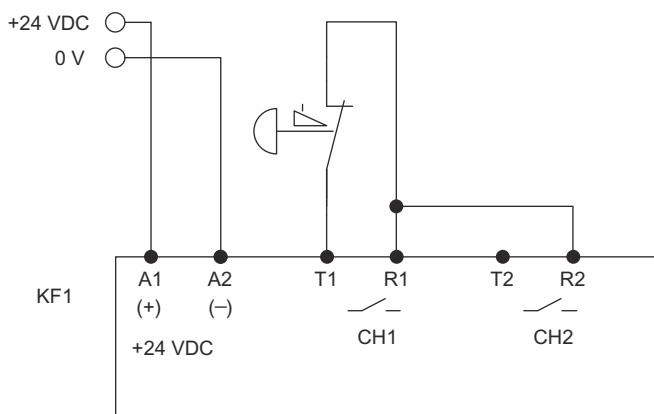 +24 VDC
0 V
A1 A2 T1 R1 T2 R2
KF1
(+) (–)
CH1 CH2
+24 VDC